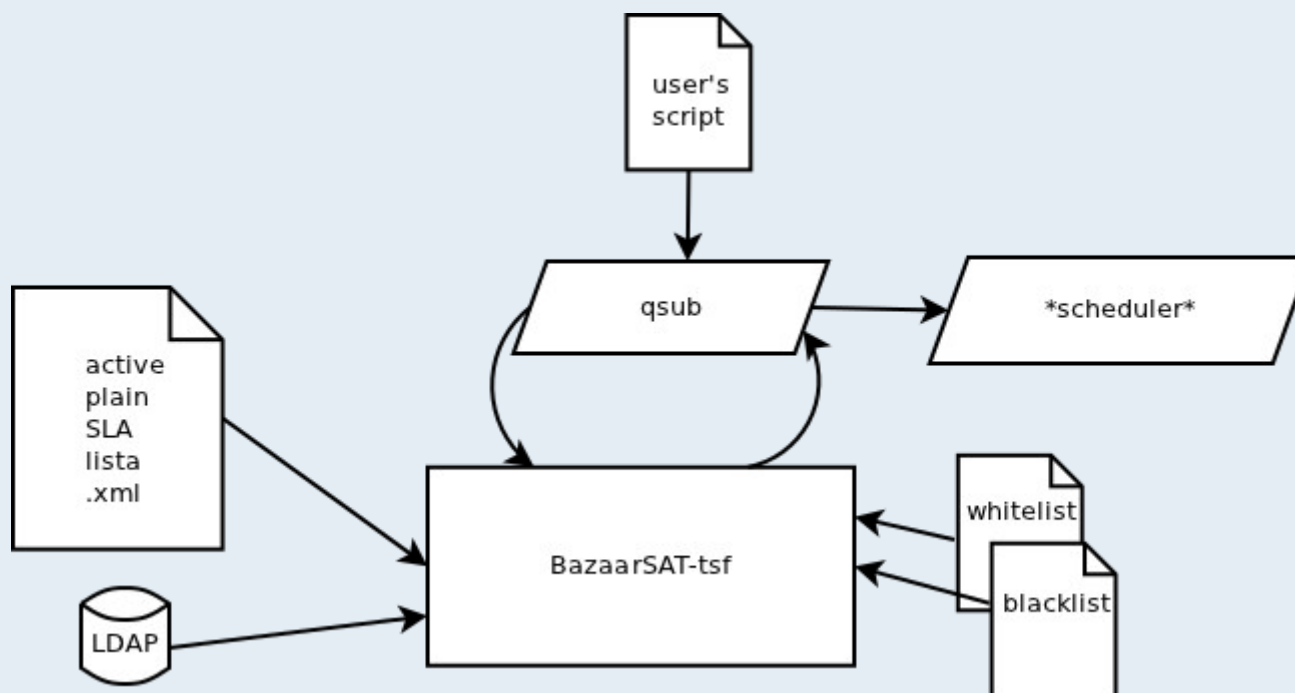 user's
script
qsub
*scheduler*
active
plain
SLA
lista
.xml
whitelist
BazaarSAT-tsf
blacklist
LDAP